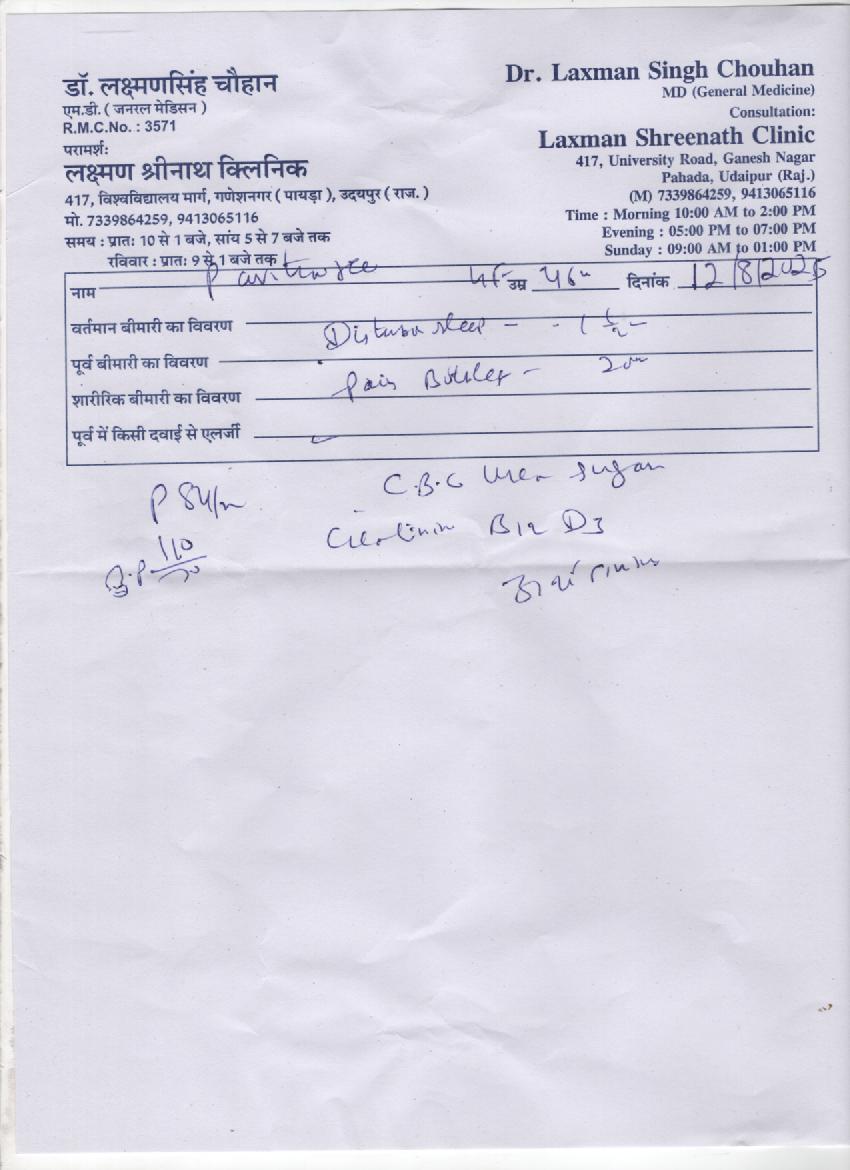 डॉ. लक्ष्मणसिंह चौहान
एम.डी. ( जनरल मेडिसन )
R.M.C.No. : 3571
परामर्श:
लक्ष्मण श्रीनाथ क्लिनिक
417, विश्वविद्यालय मार्ग, गणेशनगर ( पायड़ा ), उदयपुर ( राज. )
मो. 7339864259, 9413065116
समय : प्रातः 10 से 1 बजे, सांय 5 से 7 बजे तक
रविवार : प्रातः 9 से 1 बजे तक
Dr. Laxman Singh Chouhan
MD (General Medicine)
Consultation:
Laxman Shreenath Clinic
417, University Road, Ganesh Nagar
Pahada, Udaipur (Raj.)
(M) 7339864259, 9413065116
Time : Morning 10:00 AM to 2:00 PM
Evening : 05:00 PM to 07:00 PM
Sunday : 09:00 AM to 01:00 PM
नाम उम्र दिनांक 12/8/2025
वर्तमान बीमारी का विवरण sleep -
पूर्व बीमारी का विवरण
शारीरिक बीमारी का विवरण Pain
पूर्व में किसी दवाई से एलर्जी
P 84/m C.B.C Urea Sugar
B.P 110/70 Creatinin B12 D3